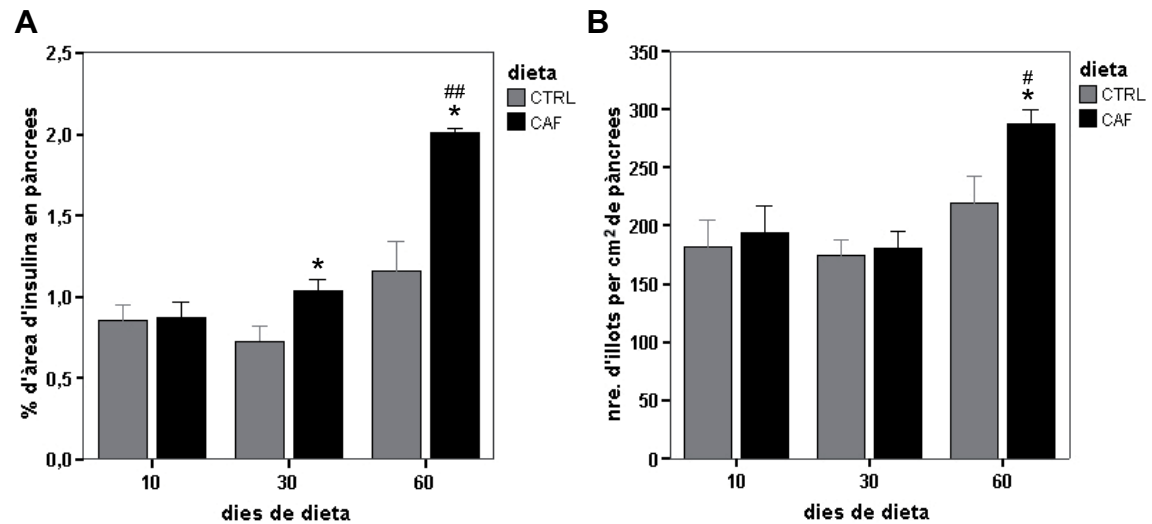 A
% d'àrea d'insulina en pàncrees
2,5
2,0
1,5
1,0
0,5
0,0
##
*
*
10
30
60
dies de dieta
dieta
CTRL
CAF
B
nre. d'illots per cm² de pàncrees
350
300
250
200
150
100
50
0
#
*
10
30
60
dies de dieta
dieta
CTRL
CAF